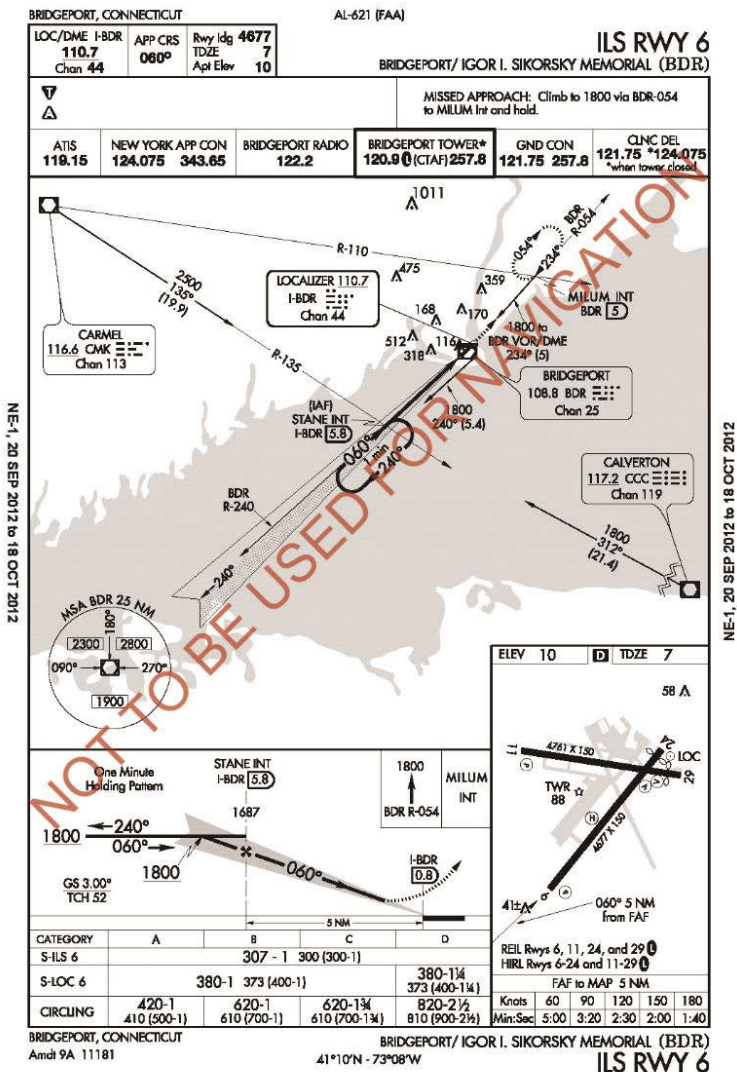 BRIDGEPORT, CONNECTICUT
AL-621 (FAA)
LOC/DME I-BDR
110.7
Chan 44
APP CRS
060°
Rwy ldg 4677
TDZE 7
Apt Elev 10
ILS RWY 6
BRIDGEPORT/ IGOR I. SIKORSKY MEMORIAL (BDR)
T
A
MISSED APPROACH: Climb to 1800 via BDR-054
to MILUM Int and hold.
ATIS
119.15
NEW YORK APP CON
124.075 343.65
BRIDGEPORT RADIO
122.2
BRIDGEPORT TOWER★
120.9 L (CTAF) 257.8
GND CON
121.75 257.8
CLNC DEL
121.75 *124.075
*when tower closed
1011
BDR
R-054
054°
234°
R-110
475
359
2500
135°
(19.9)
LOCALIZER 110.7
I-BDR
Chan 44
MILUM INT
BDR 5
168
170
CARMEL
116.6 CMK
Chan 113
512
116
318
1800 to
BDR VOR/DME
234° (5)
R-135
BRIDGEPORT
108.8 BDR
Chan 25
(IAF)
STANE INT
I-BDR 5.8
1800
240° (5.4)
060°
1 min
240°
BDR
R-240
CALVERTON
117.2 CCC
Chan 119
1800
312°
(21.4)
240°
NOT TO BE USED FOR NAVIGATION
NE-1, 20 SEP 2012 to 18 OCT 2012
NE-1, 20 SEP 2012 to 18 OCT 2012
MSA BDR 25 NM
180°
2300
2800
090°
270°
1900
ELEV 10
D
TDZE 7
58
11
4761 X 150
24
LOC
29
TWR
88
P
V
A
H
4677 X 150
6
41±
060° 5 NM
from FAF
REIL Rwys 6, 11, 24, and 29 L
HIRL Rwys 6-24 and 11-29 L
FAF to MAP 5 NM
Knots 60 90 120 150 180
Min:Sec 5:00 3:20 2:30 2:00 1:40
One Minute
Holding Pattern
STANE INT
I-BDR 5.8
1687
1800
BDR R-054
MILUM
INT
1800
240°
060°
1800
060°
I-BDR
0.8
GS 3.00°
TCH 52
5 NM
CATEGORY A B C D
S-ILS 6 307 - 1 300 (300-1)
S-LOC 6 380-1 373 (400-1) 380-1¼ 373 (400-1¼)
CIRCLING 420-1 620-1 620-1¾ 820-2½
410 (500-1) 610 (700-1) 610 (700-1¾) 810 (900-2½)
BRIDGEPORT, CONNECTICUT
Amdt 9A 11181
41°10'N - 73°08'W
BRIDGEPORT/ IGOR I. SIKORSKY MEMORIAL (BDR)
ILS RWY 6